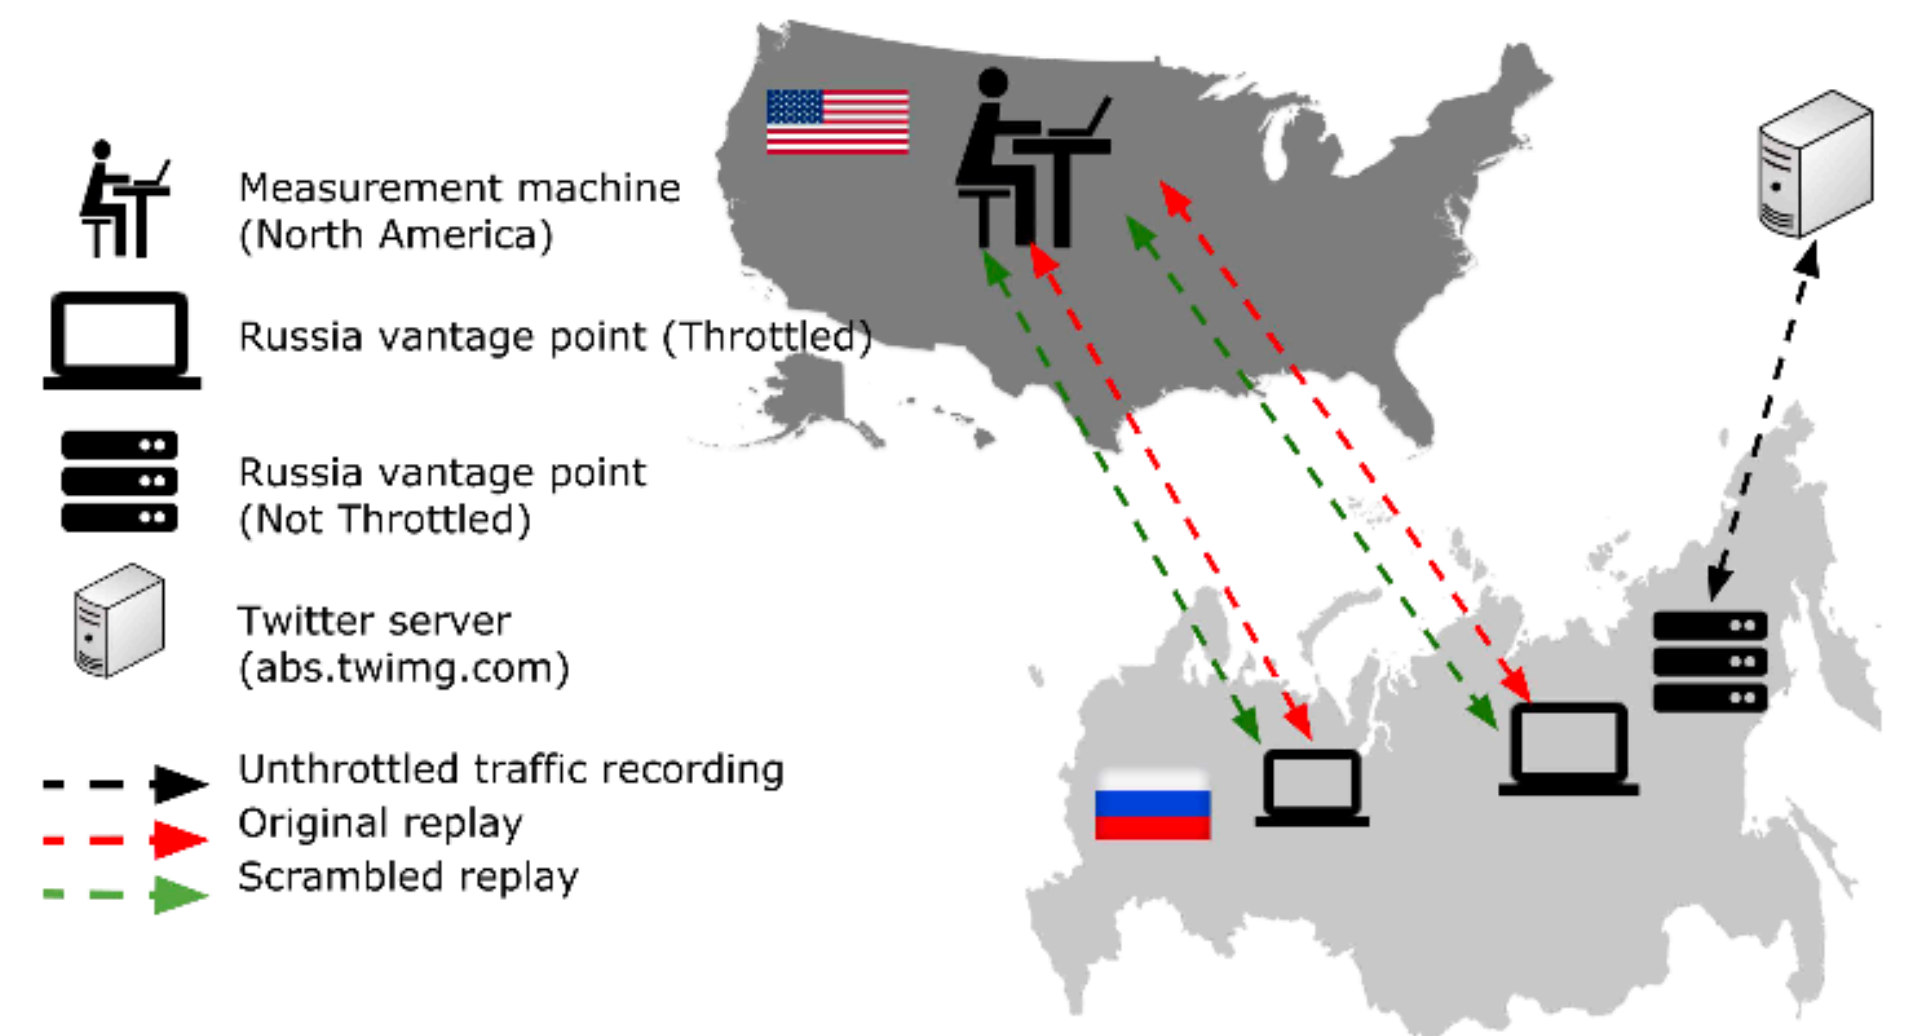 Measurement machine
(North America)
Russia vantage point (Throttled)
Russia vantage point
(Not Throttled)
Twitter server
(abs.twimg.com)
Unthrottled traffic recording
Original replay
Scrambled replay